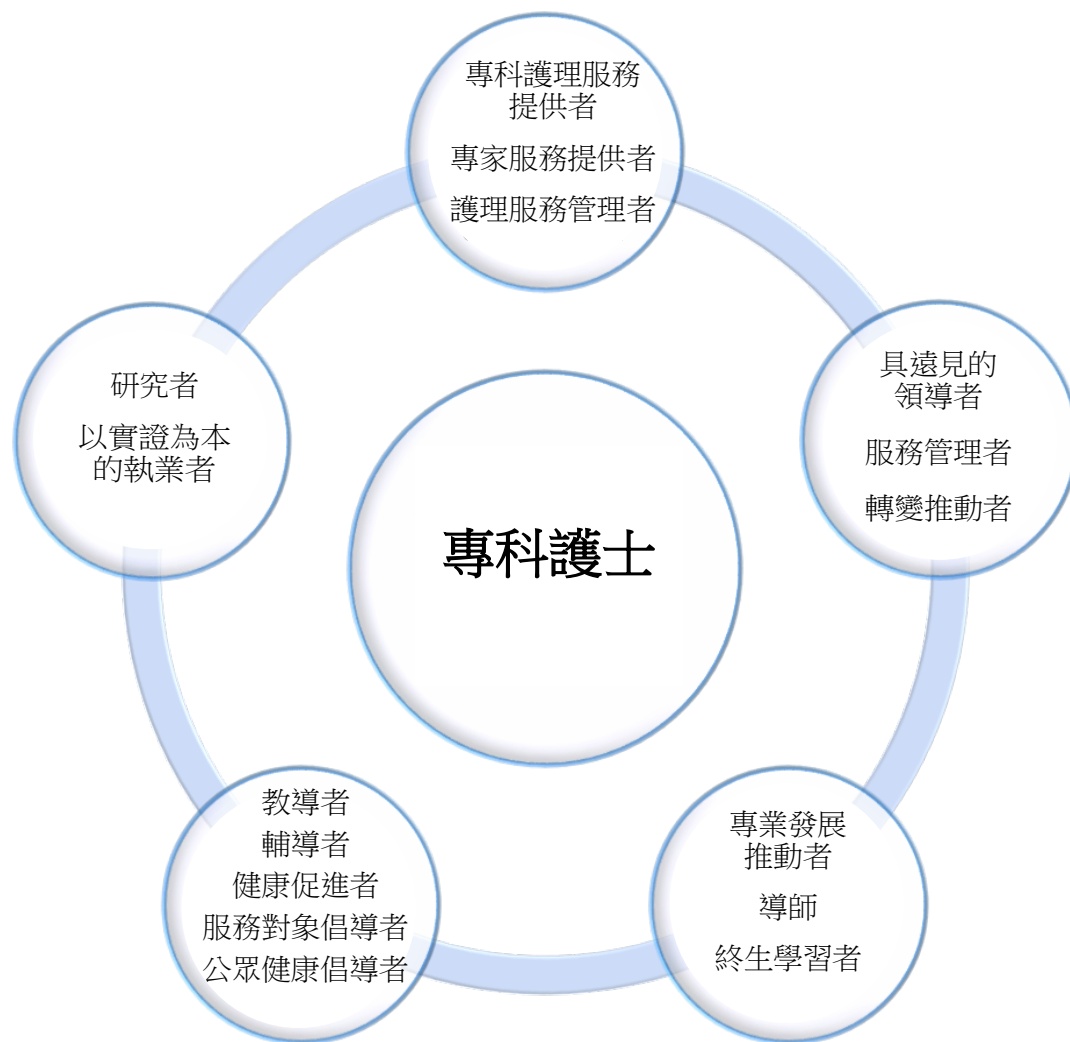 專科護理服務
提供者
專家服務提供者
護理服務管理者
具遠見的
領導者
服務管理者
轉變推動者
研究者
以實證為本
的執業者
專科護士
教導者
輔導者
健康促進者
服務對象倡導者
公眾健康倡導者
專業發展
推動者
導師
終生學習者